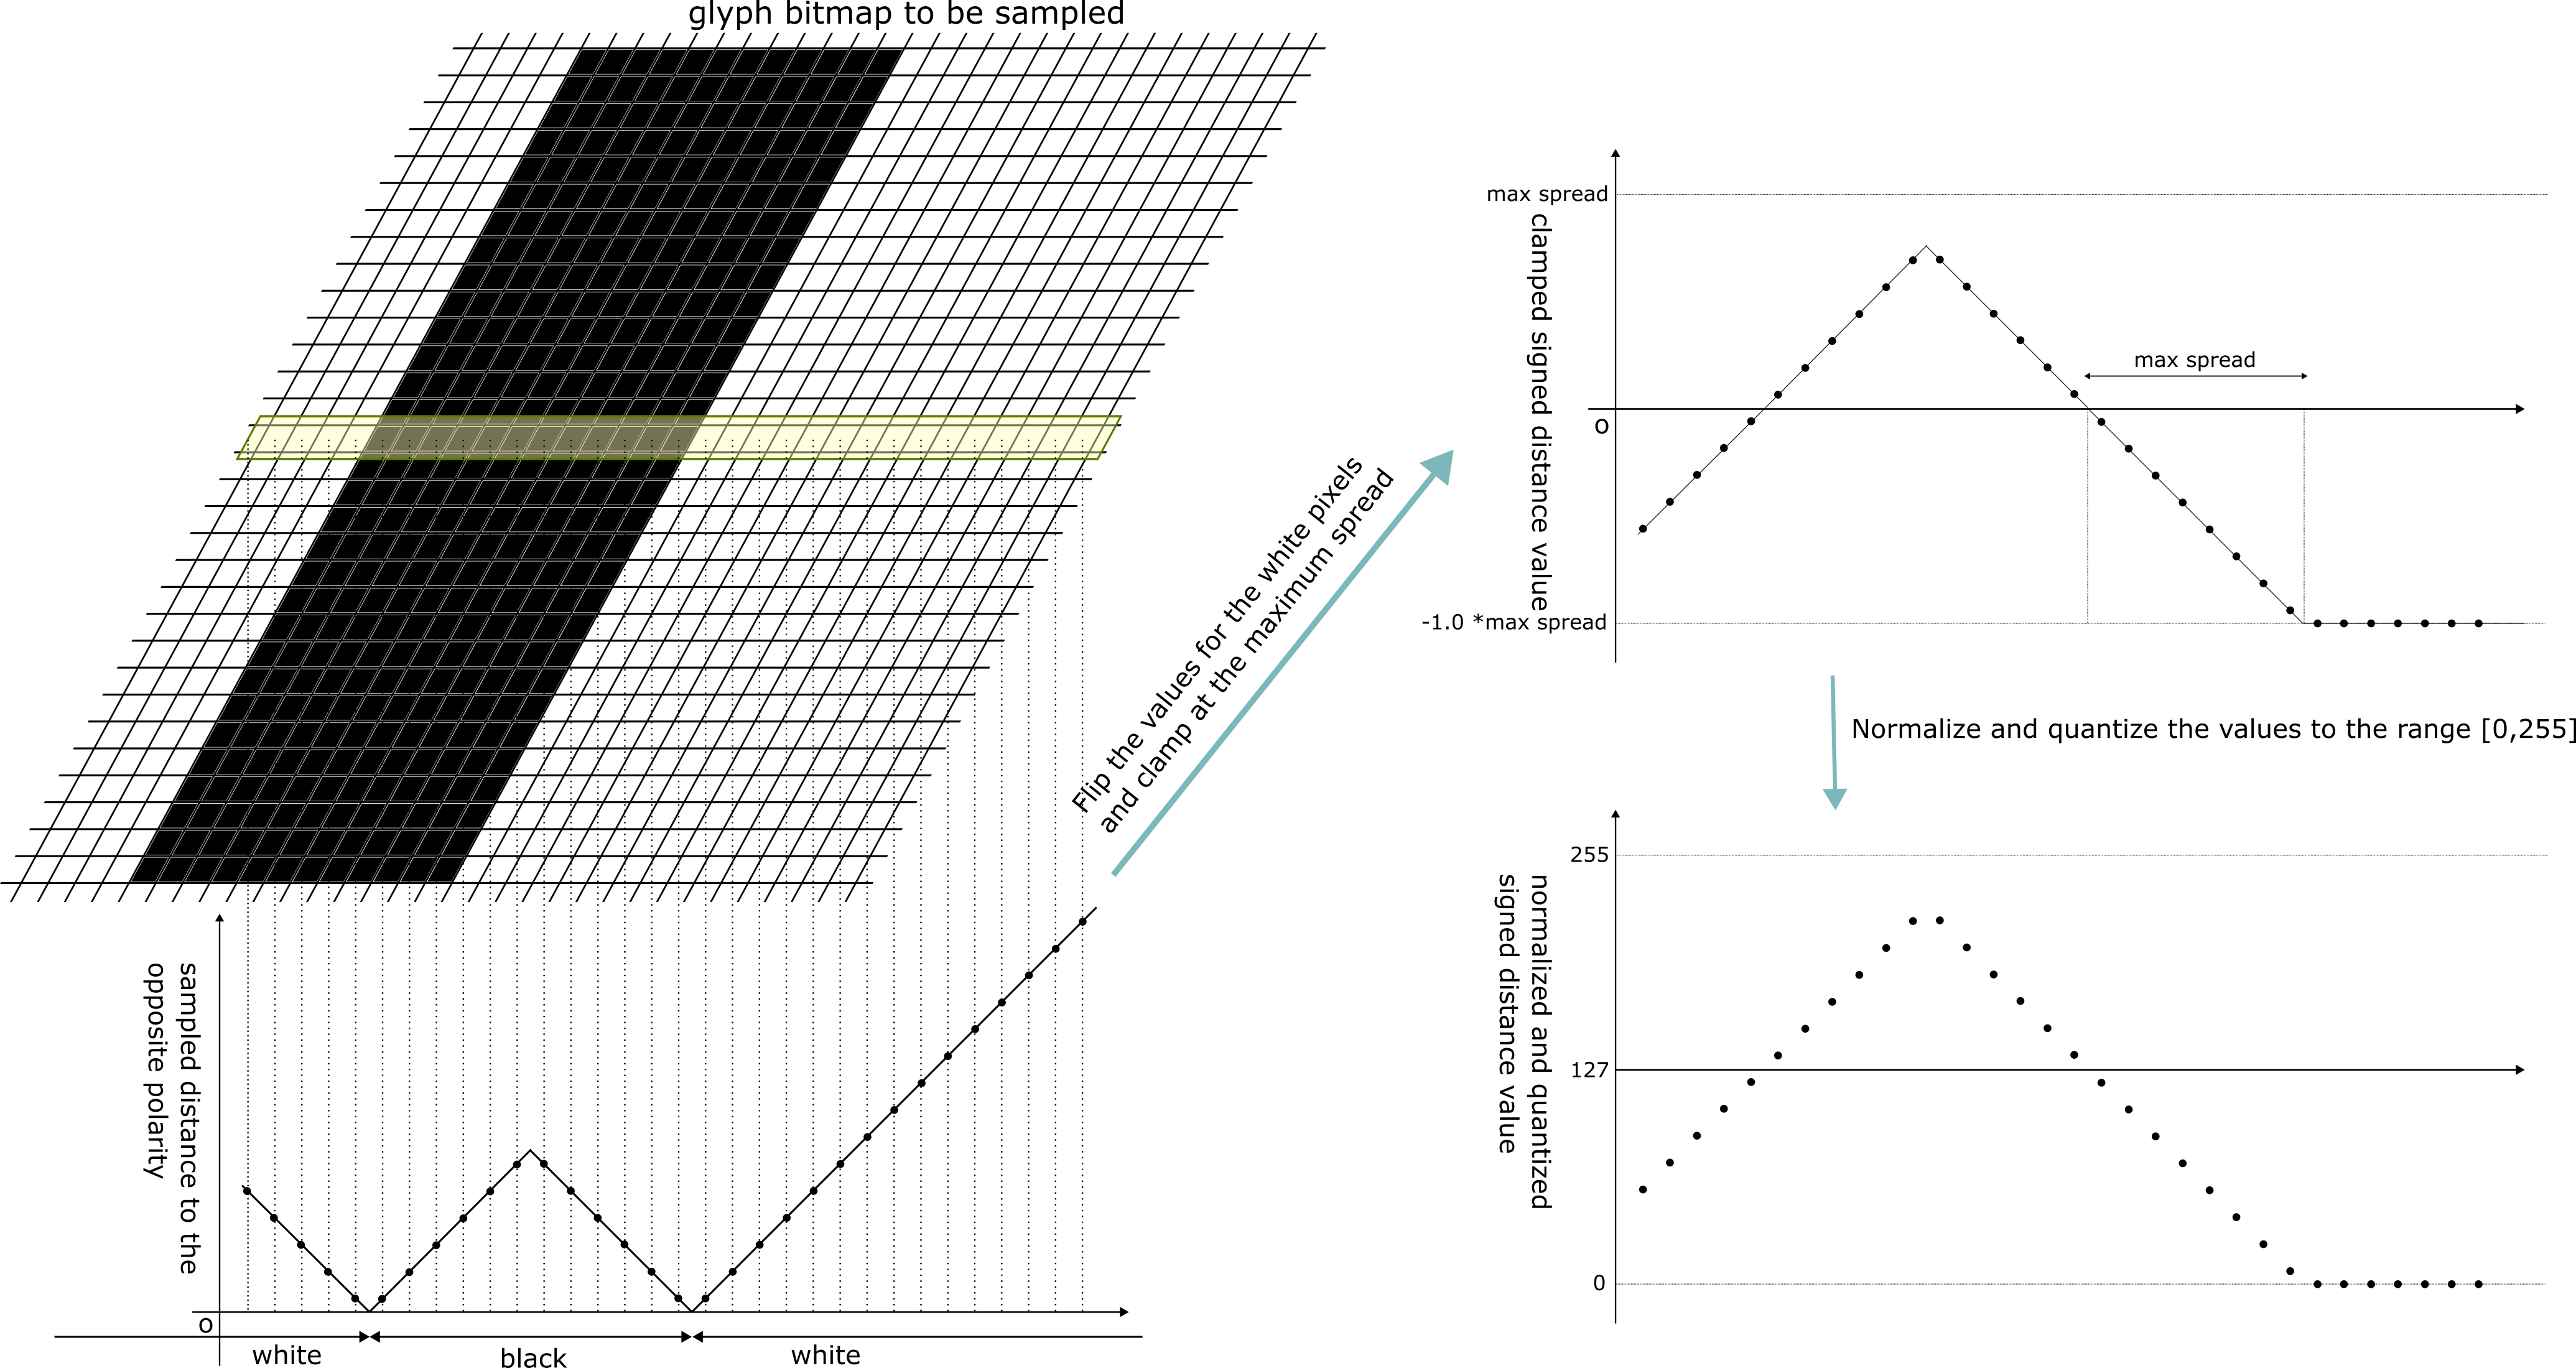 glyph bitmap to be sampled
sampled distance to the
opposite polarity
o
white
black
white
Flip the values for the white pixels
and clamp at the maximum spread
max spread
clamped signed distance value
max spread
o
-1.0 *max spread
Normalize and quantize the values to the range [0,255]
255
normalized and quantized
signed distance value
127
0